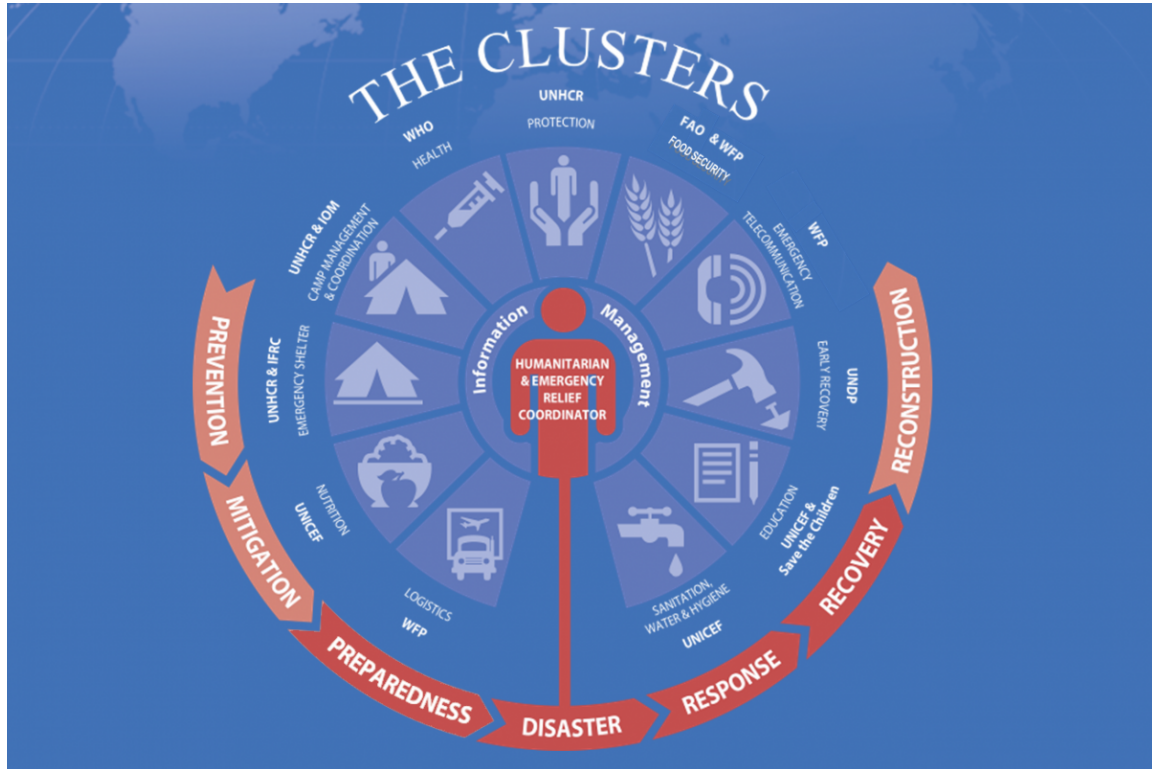 THE CLUSTERS
UNHCR
PROTECTION
FAO & WFP
FOOD SECURITY
WFP
EMERGENCY
TELECOMMUNICATION
UNDP
EARLY RECOVERY
EDUCATION
UNICEF &
Save the Children
SANITATION,
WATER & HYGIENE
UNICEF
LOGISTICS
WFP
NUTRITION
UNICEF
UNHCR & IFRC
EMERGENCY SHELTER
UNHCR & IOM
CAMP MANAGEMENT
& COORDINATION
WHO
HEALTH
Information Management
HUMANITARIAN
& EMERGENCY
RELIEF
COORDINATOR
PREVENTION
MITIGATION
PREPAREDNESS
DISASTER
RESPONSE
RECOVERY
RECONSTRUCTION